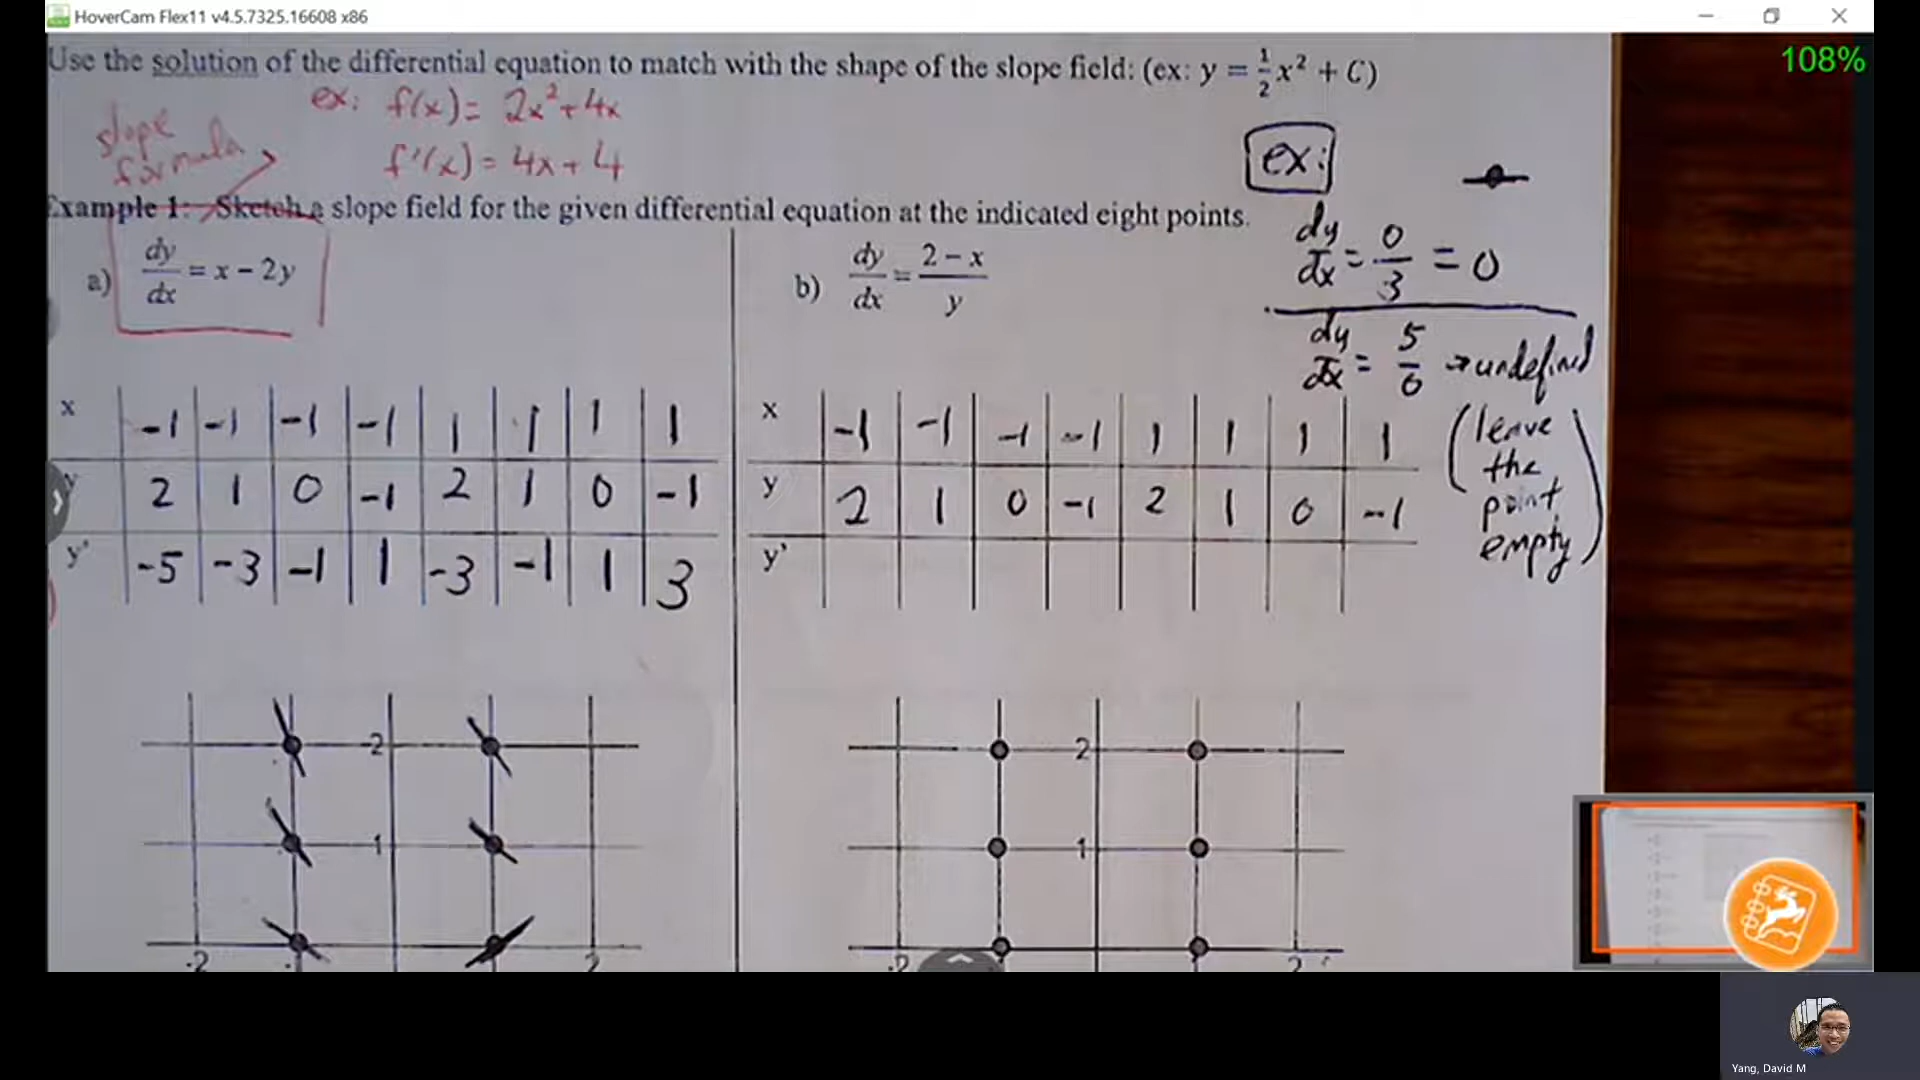 HoverCam Flex11 v4.5.7325.16608 x86
108%
Use the solution of the differential equation to match with the shape of the slope field: (ex: y = 1/2 x² + C)
ex: f(x) = 2x² + 4x
slope formula
f'(x) = 4x + 4
ex:
Example 1: Sketch a slope field for the given differential equation at the indicated eight points.
a) dy/dx = x - 2y
b) dy/dx = (2 - x)/y
dy/dx = 0/3 = 0
dy/dx = 5/0 → undefined
(leave
the
point
empty)
x -1 -1 -1 -1 1 1 1 1
y 2 1 0 -1 2 1 0 -1
y' -5 -3 -1 1 -3 -1 1 3
x -1 -1 -1 -1 1 1 1 1
y 2 1 0 -1 2 1 0 -1
y'
2
1
-2 2
2
1
-2 2
Yang, David M